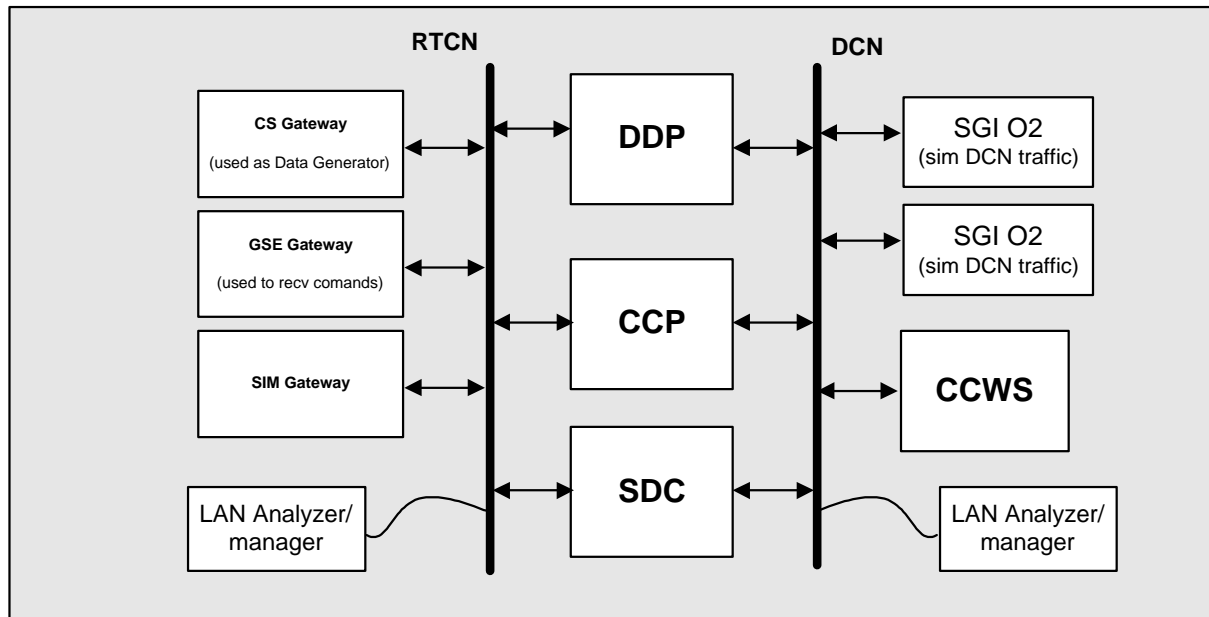 RTCN
DCN
CS Gateway
(used as Data Generator)
GSE Gateway
(used to recv comands)
SIM Gateway
LAN Analyzer/
manager
DDP
CCP
SDC
SGI O2
(sim DCN traffic)
SGI O2
(sim DCN traffic)
CCWS
LAN Analyzer/
manager